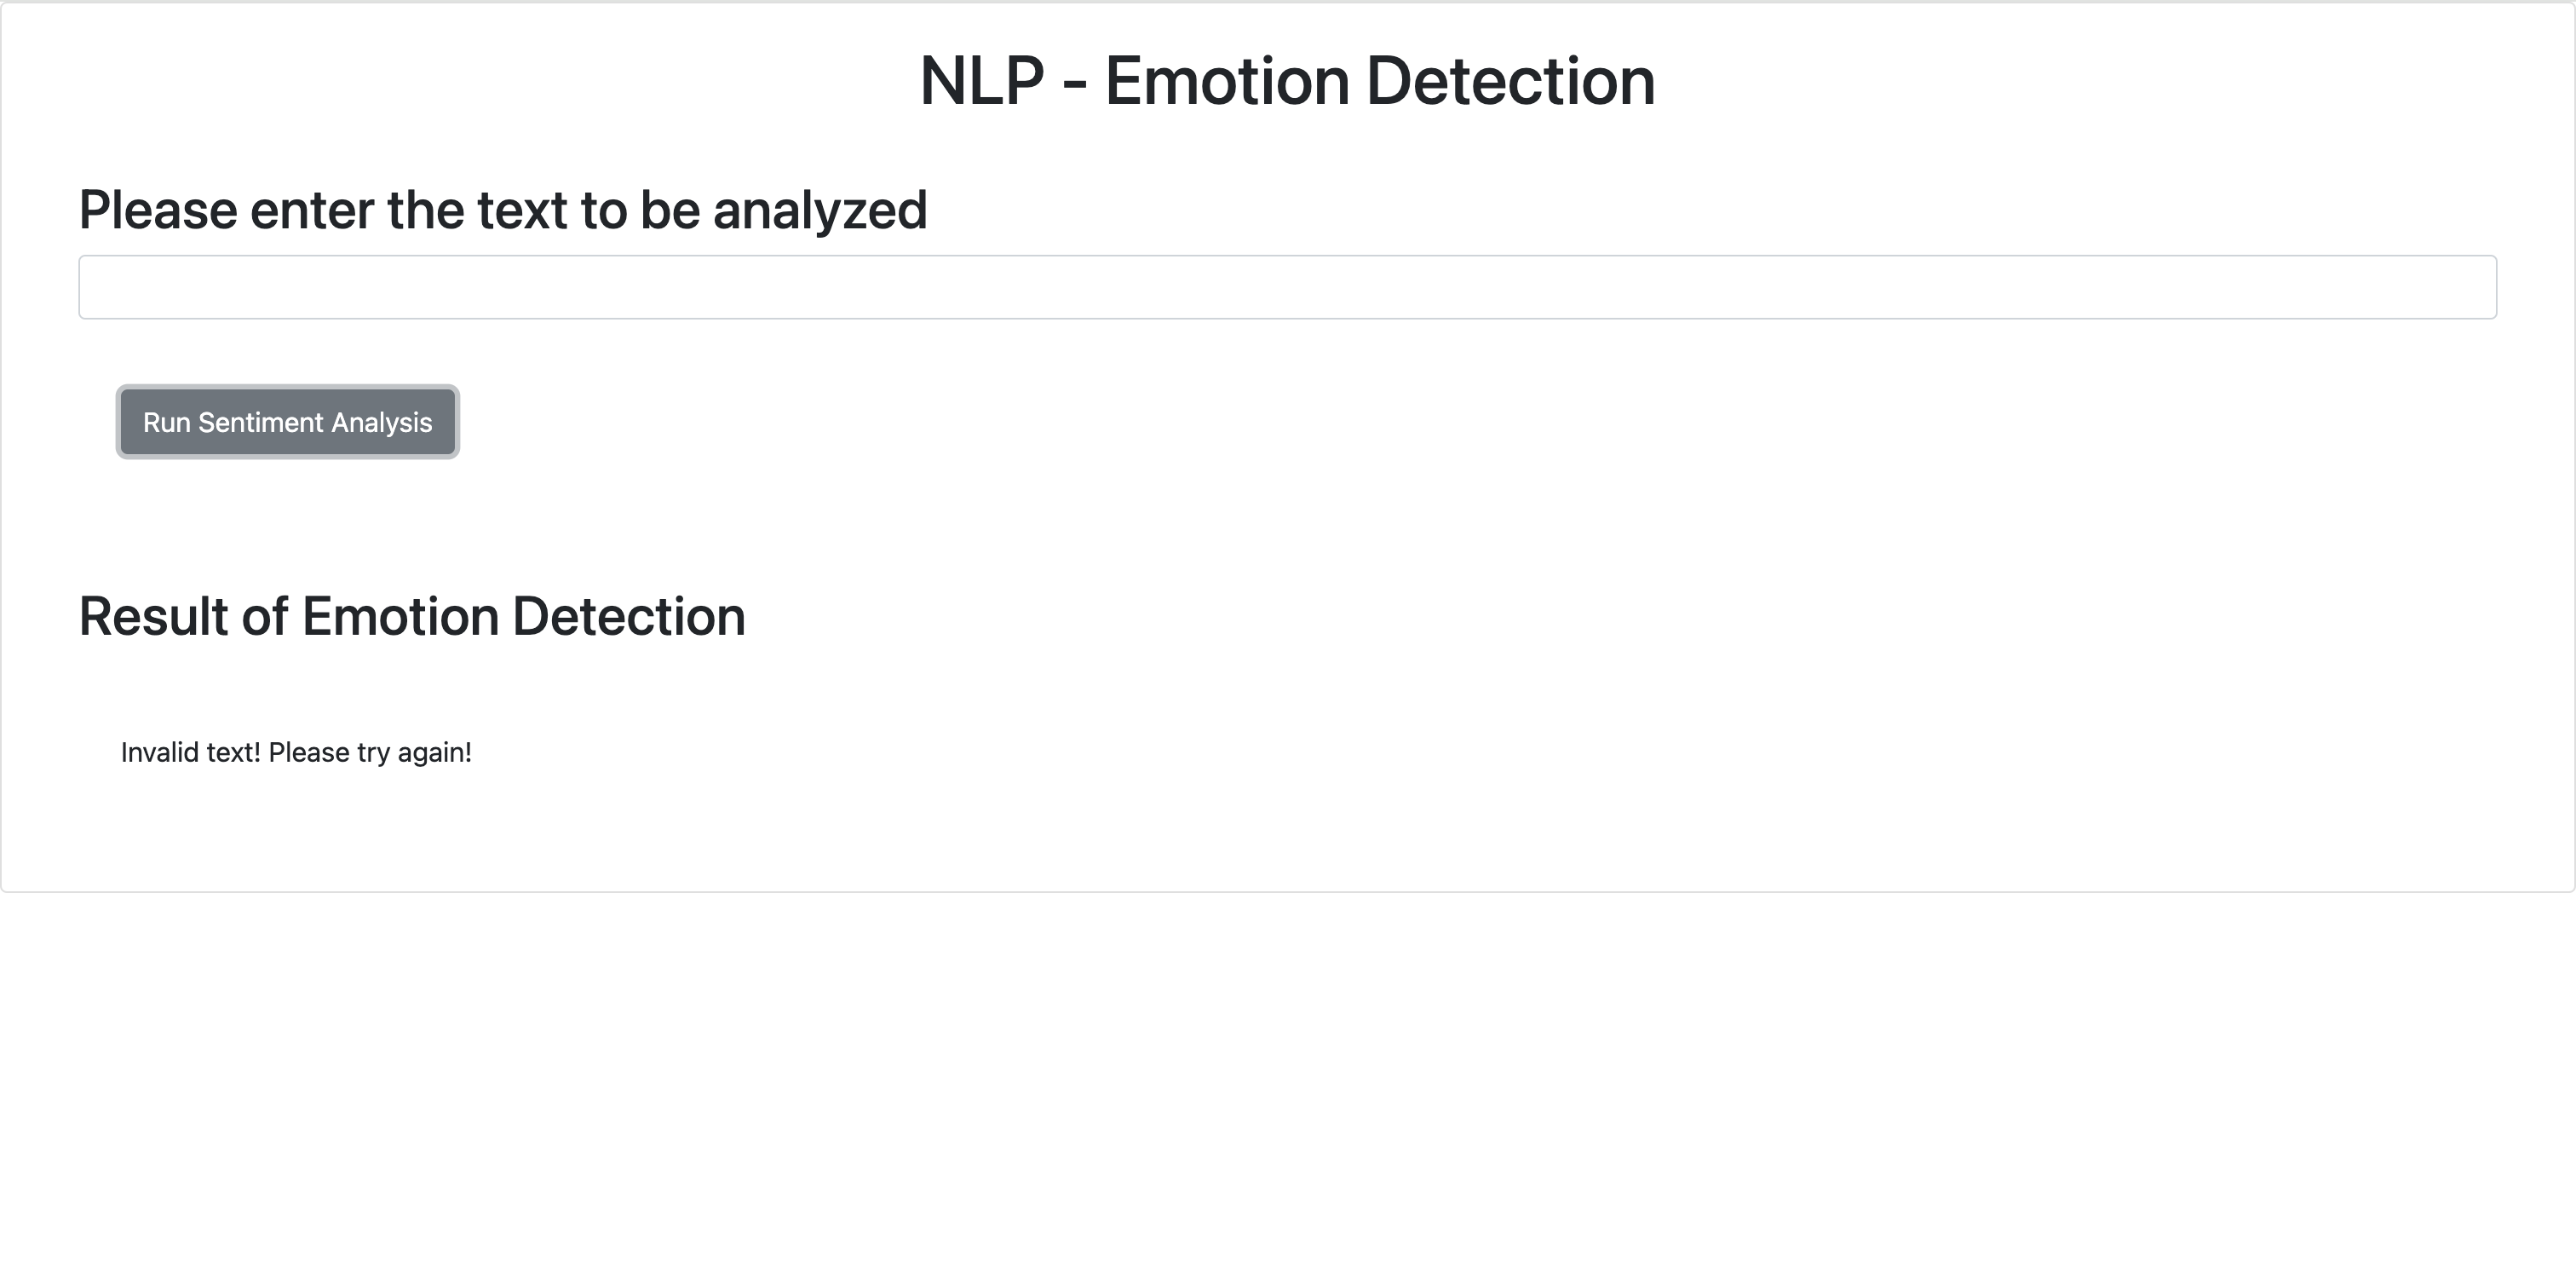 NLP - Emotion Detection
Please enter the text to be analyzed
Run Sentiment Analysis
Result of Emotion Detection
Invalid text! Please try again!